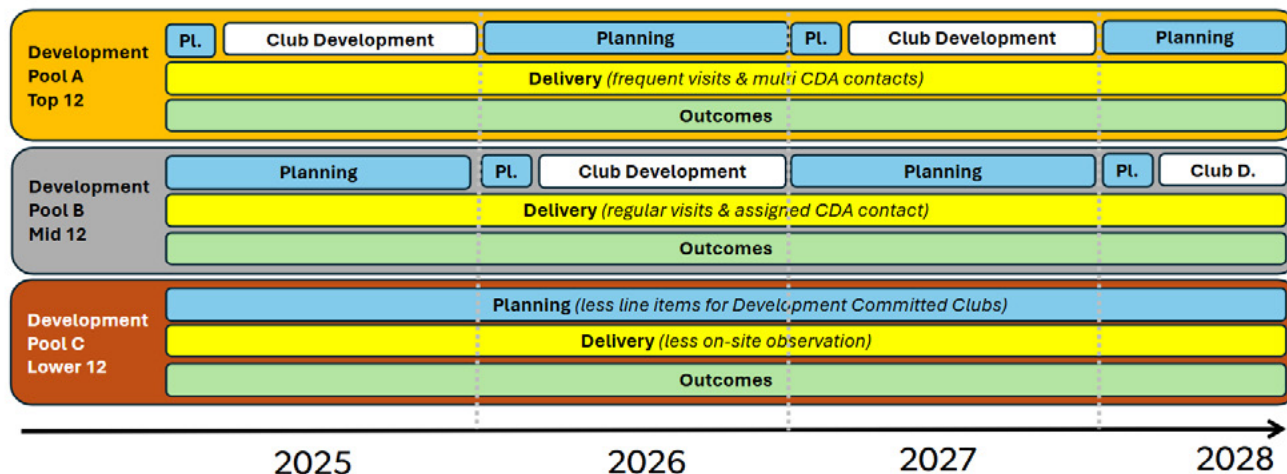 Development
Pool A
Top 12
Pl.
Club Development
Planning
Pl.
Club Development
Planning
Delivery (frequent visits & multi CDA contacts)
Outcomes
Development
Pool B
Mid 12
Planning
Pl.
Club Development
Planning
Pl.
Club D.
Delivery (regular visits & assigned CDA contact)
Outcomes
Development
Pool C
Lower 12
Planning (less line items for Development Committed Clubs)
Delivery (less on-site observation)
Outcomes
2025
2026
2027
2028